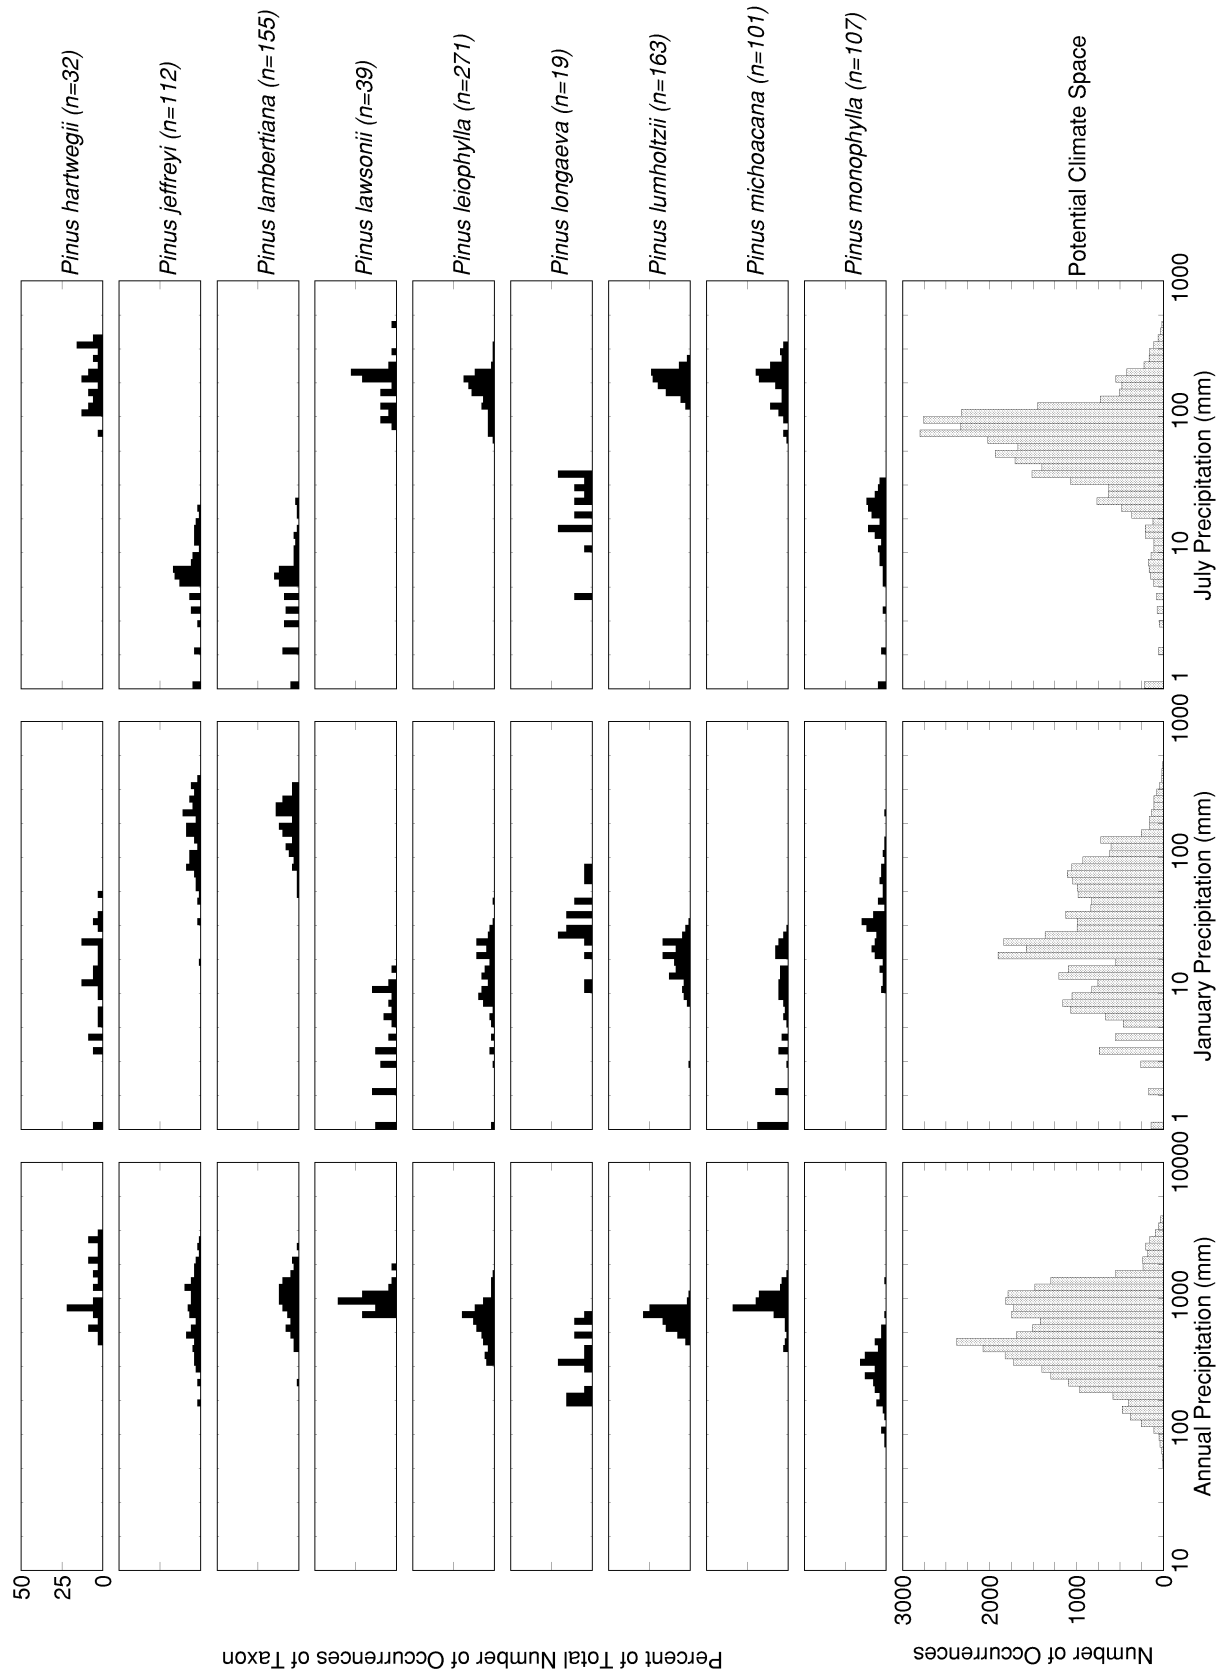 Percent of Total Number of Occurrences of Taxon
50
25
0
Pinus hartwegii (n=32)
Pinus jeffreyi (n=112)
Pinus lambertiana (n=155)
Pinus lawsonii (n=39)
Pinus leiophylla (n=271)
Pinus longaeva (n=19)
Pinus lumholtzii (n=163)
Pinus michoacana (n=101)
Pinus monophylla (n=107)
Number of Occurrences
3000
2000
1000
0
Potential Climate Space
10 100 1000 10000
1 10 100 1000
1 10 100 1000
Annual Precipitation (mm)
January Precipitation (mm)
July Precipitation (mm)